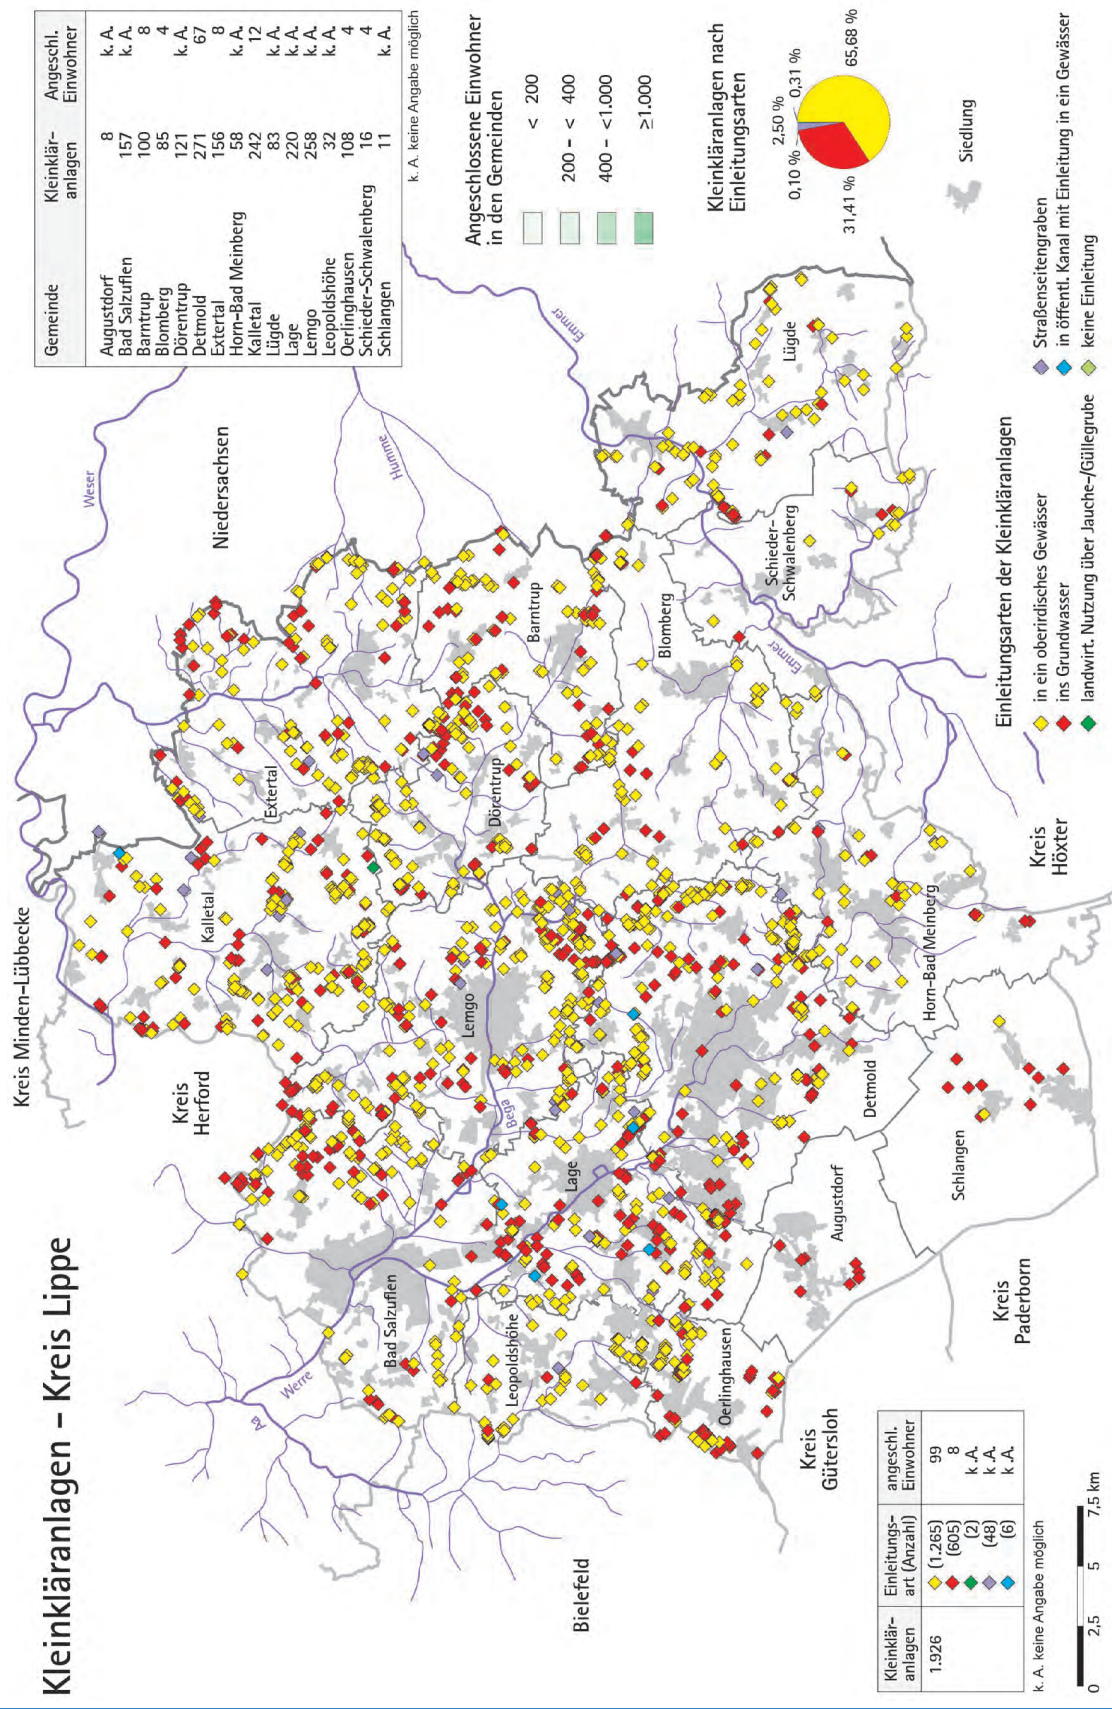 Kleinkläranlagen – Kreis Lippe
Gemeinde Kleinklär-anlagen Angeschl. Einwohner
Augustdorf 8 k. A.
Bad Salzuflen 157 k. A.
Barntrup 100 8
Blomberg 85 4
Dörentrup 121 k. A.
Detmold 271 67
Extertal 156 8
Horn-Bad Meinberg 58 k. A.
Kalletal 242 12
Lügde 83 k. A.
Lage 220 k. A.
Lemgo 258 k. A.
Leopoldshöhe 32 k. A.
Oerlinghausen 108 4
Schieder-Schwalenberg 16 4
Schlangen 11 k. A.
k. A. keine Angabe möglich
Angeschlossene Einwohner
in den Gemeinden
< 200
200 – < 400
400 – <1.000
≥1.000
Kleinkläranlagen nach
Einleitungsarten
0,10 %
2,50 %
0,31 %
65,68 %
31,41 %
Siedlung
Kreis Minden-Lübbecke
Kreis
Herford
Niedersachsen
Weser
Humme
Emmer
Kalletal
Extertal
Barntrup
Dörentrup
Blomberg
Lügde
Schieder-
Schwalenberg
Emmer
Lemgo
Bega
Lage
Bad Salzuflen
Werre
Aa
Leopoldshöhe
Oerlinghausen
Augustdorf
Detmold
Horn-Bad Meinberg
Schlangen
Kreis
Höxter
Kreis
Paderborn
Kreis
Gütersloh
Bielefeld
Einleitungsarten der Kleinkläranlagen
in ein oberirdisches Gewässer
ins Grundwasser
landwirt. Nutzung über Jauche-/Güllegrube
Straßenseitengraben
in öffentl. Kanal mit Einleitung in ein Gewässer
keine Einleitung
Kleinklär-anlagen Einleitungs-art (Anzahl) angeschl. Einwohner
1.926 (1.265) 99
(605) 8
(2) k .A.
(48) k .A.
(6) k .A.
k. A. keine Angabe möglich
0 2,5 5 7,5 km